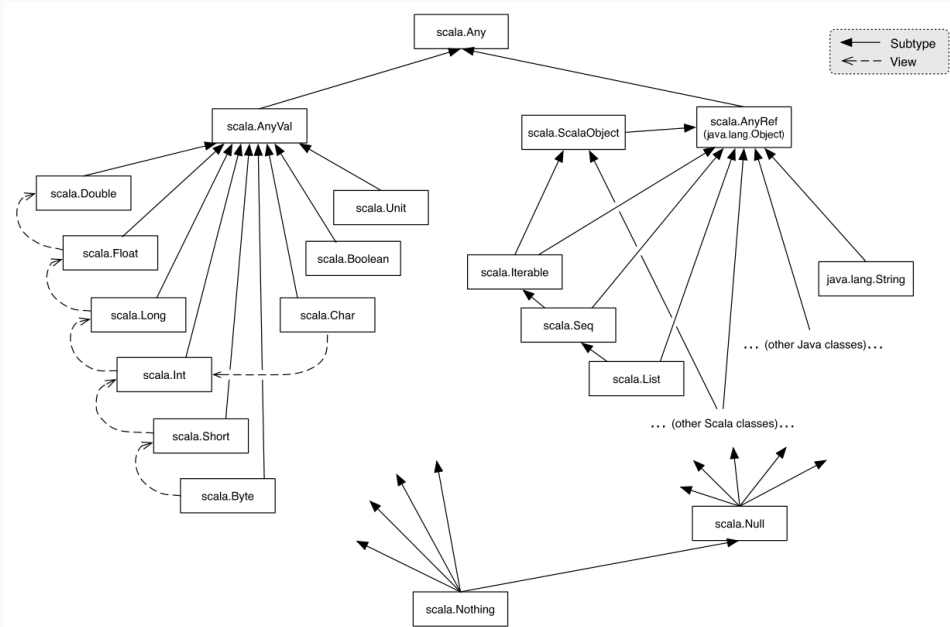 scala.Any
Subtype
View
scala.AnyVal
scala.ScalaObject
scala.AnyRef
(java.lang.Object)
scala.Double
scala.Unit
scala.Float
scala.Boolean
scala.Iterable
java.lang.String
scala.Long
scala.Char
scala.Seq
... (other Java classes)...
scala.Int
scala.List
... (other Scala classes)...
scala.Short
scala.Byte
scala.Null
scala.Nothing